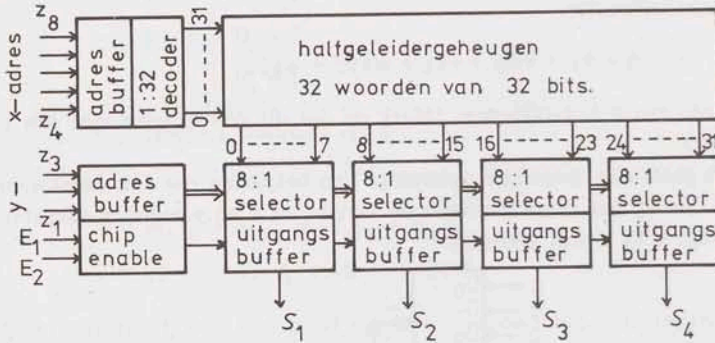 z8
x-adres
z4
adres
buffer
1:32
decoder
31
0
haltgeleidergeheugen
32 woorden van 32 bits.
0 7 8 15 16 23 24 31
z3
y-
z1
E1
E2
adres
buffer
chip
enable
8:1
selector
uitgangs
buffer
8:1
selector
uitgangs
buffer
8:1
selector
uitgangs
buffer
8:1
selector
uitgangs
buffer
S1 S2 S3 S4